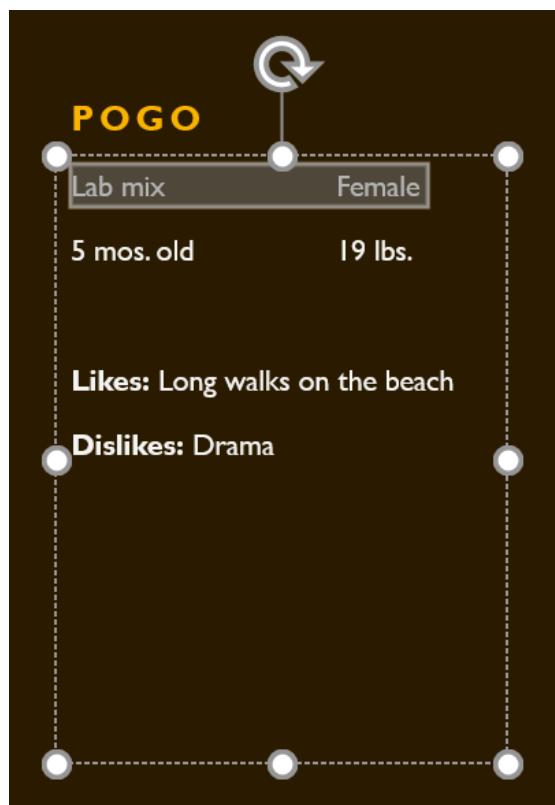 POGO
Lab mix Female
5 mos. old 19 lbs.
Likes: Long walks on the beach
Dislikes: Drama